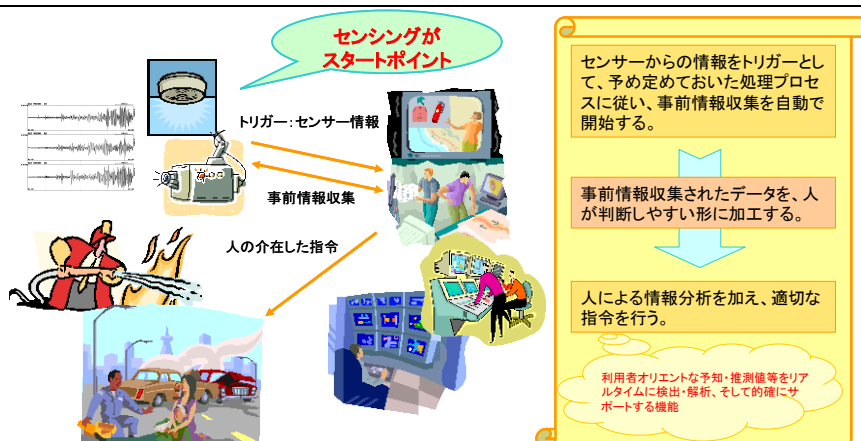 センシングが
スタートポイント
トリガー：センサー情報
事前情報収集
人の介在した指令
センサーからの情報をトリガーとし
て、予め定めておいた処理プロセ
スに従い、事前情報収集を自動で
開始する。
事前情報収集されたデータを、人
が判断しやすい形に加工する。
人による情報分析を加え、適切な
指令を行う。
利用者オリエントな予知・推測値等をリア
ルタイムに検出・解析、そして的確にサ
ポートする機能